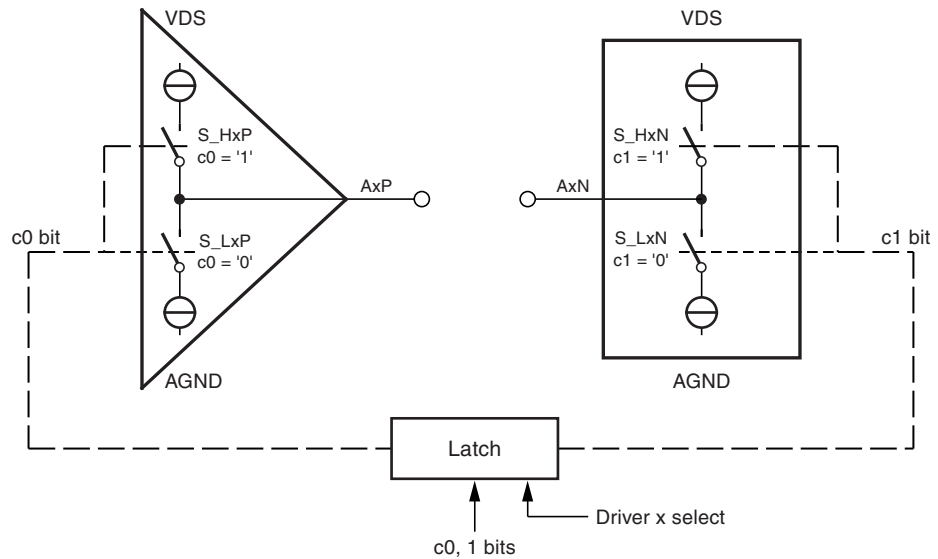 VDS
VDS
S_HxP
c0 = '1'
S_HxN
c1 = '1'
AxP
AxN
c0 bit
S_LxP
c0 = '0'
S_LxN
c1 = '0'
c1 bit
AGND
AGND
Latch
Driver x select
c0, 1 bits